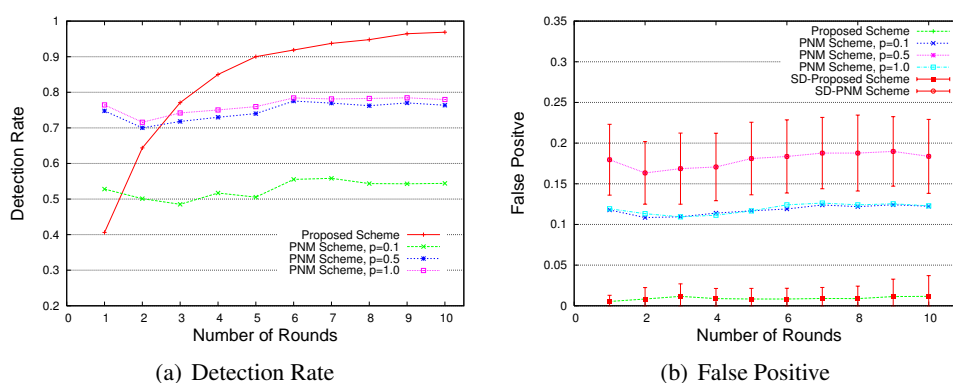 1
0.9
0.8
0.7
0.6
0.5
0.4
0.3
0.2
Detection Rate
Proposed Scheme
PNM Scheme, p=0.1
PNM Scheme, p=0.5
PNM Scheme, p=1.0
0 1 2 3 4 5 6 7 8 9 10
Number of Rounds
(a) Detection Rate
0.35
0.3
0.25
0.2
0.15
0.1
0.05
0
False Positve
Proposed Scheme
PNM Scheme, p=0.1
PNM Scheme, p=0.5
PNM Scheme, p=1.0
SD-Proposed Scheme
SD-PNM Scheme
0 2 4 6 8 10
Number of Rounds
(b) False Positive